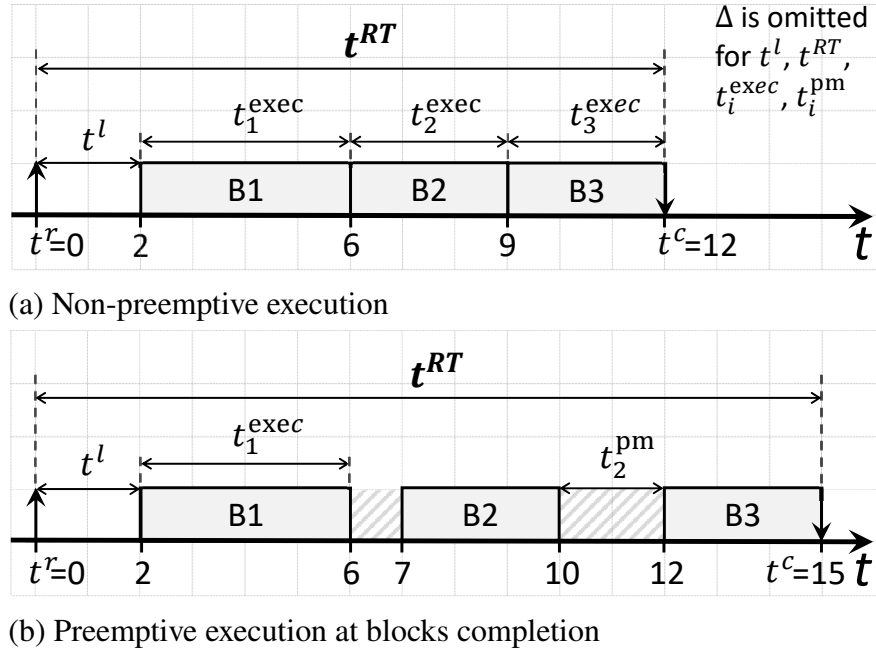 Δ is omitted
for t^l, t^RT,
t_i^exec, t_i^pm
t^RT
t_1^exec t_2^exec t_3^exec
t^l
B1 B2 B3
t^r=0 2 6 9 t^c=12 t
(a) Non-preemptive execution
t^RT
t_1^exec
t^l t_2^pm
B1 B2 B3
t^r=0 2 6 7 10 12 t^c=15 t
(b) Preemptive execution at blocks completion